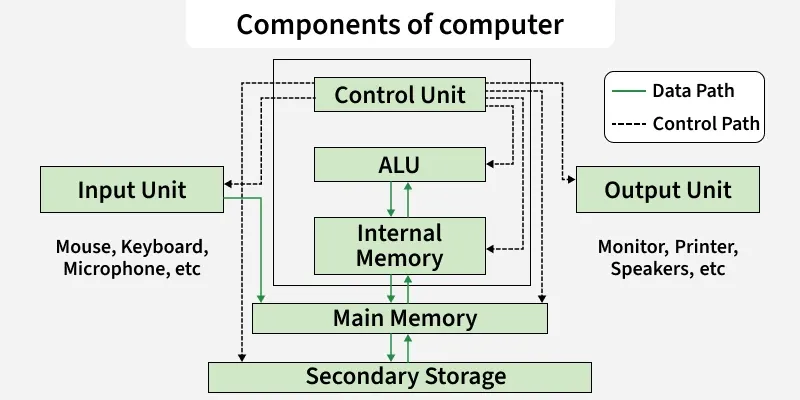 Components of computer
Control Unit
Data Path
Control Path
ALU
Input Unit
Output Unit
Mouse, Keyboard,
Microphone, etc
Internal
Memory
Monitor, Printer,
Speakers, etc
Main Memory
Secondary Storage